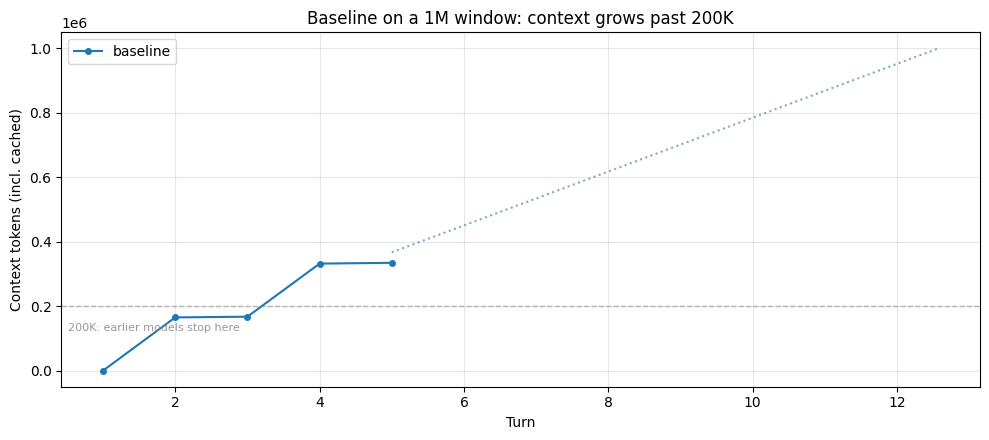 Baseline on a 1M window: context grows past 200K
1e6
baseline
1.0
0.8
0.6
0.4
0.2
0.0
Context tokens (incl. cached)
200K: earlier models stop here
2 4 6 8 10 12
Turn